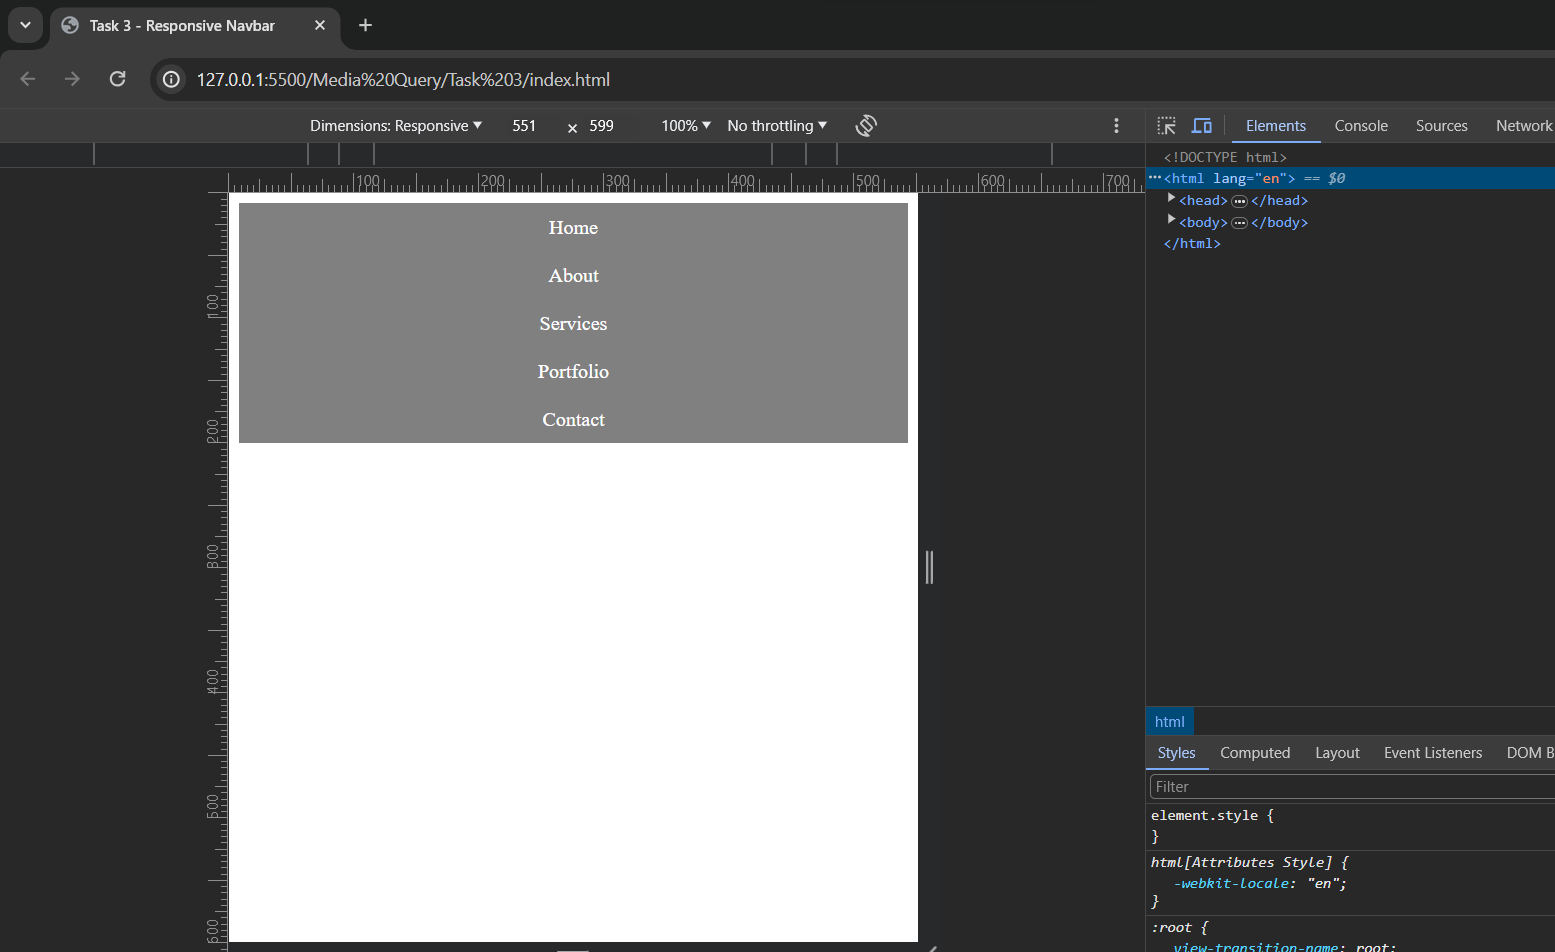 Task 3 - Responsive Navbar
127.0.0.1:5500/Media%20Query/Task%203/index.html
Dimensions: Responsive 551 × 599 100% No throttling
Elements Console Sources Network
100 200 300 400 500 600 700
100
200
300
400
500
600
Home
About
Services
Portfolio
Contact
<!DOCTYPE html>
<html lang="en"> == $0
<head> ••• </head>
<body> ••• </body>
</html>
html
Styles Computed Layout Event Listeners DOM B
Filter
element.style {
}
html[Attributes Style] {
-webkit-locale: "en";
}
:root {
view-transition-name: root;